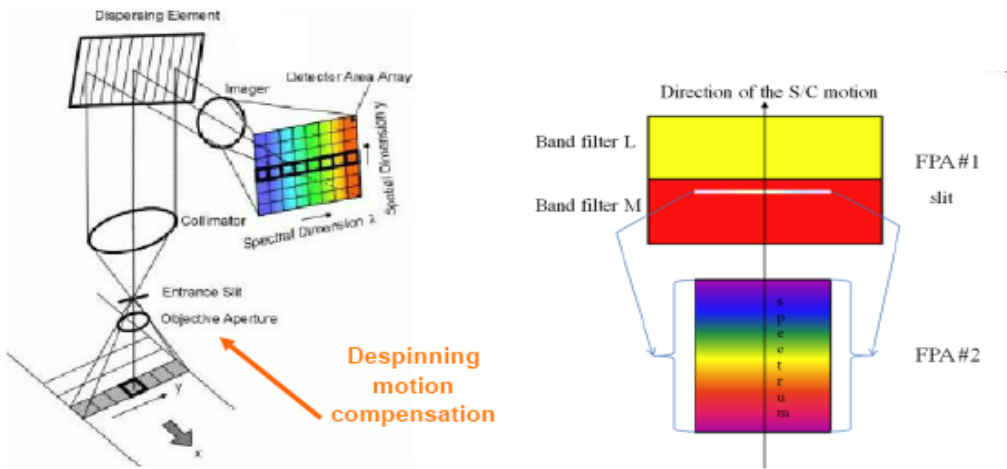 Dispersing Element
Imager
Detector Area Array
Spatial Dimension y
Spectral Dimension λ
Collimator
Entrance Slit
Objective Aperture
y
x
Despinning
motion
compensation
Direction of the S/C motion
Band filter L
FPA#1
slit
Band filter M
spectrum
FPA#2